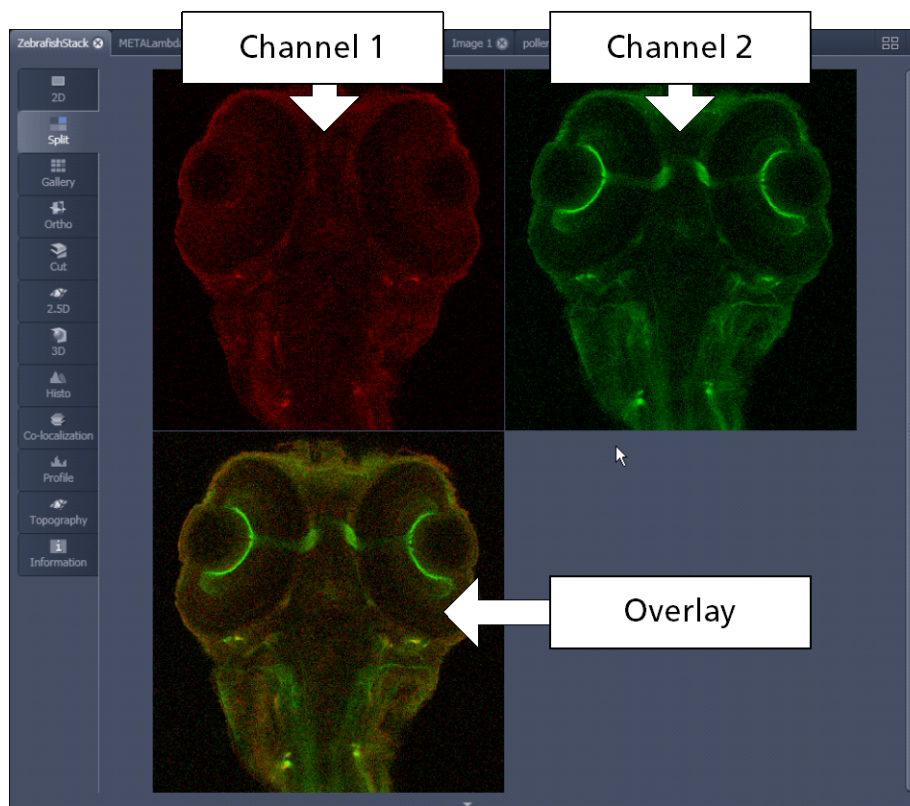 ZebrafishStack
METALambda
Image 1
Channel 1
Channel 2
2D
Split
Gallery
Ortho
Cut
2.5D
3D
Histo
Co-localization
Profile
Topography
Information
Overlay